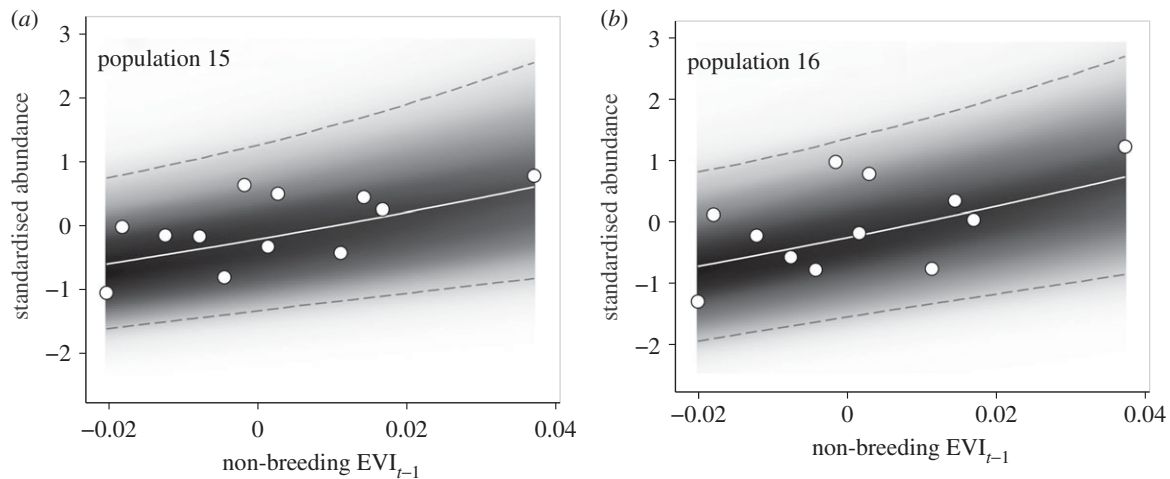 (a)
population 15
standardised abundance
3
2
1
0
−1
−2
−0.02 0 0.02 0.04
non-breeding EVIt−1
(b)
population 16
standardised abundance
3
2
1
0
−1
−2
−0.02 0 0.02 0.04
non-breeding EVIt−1